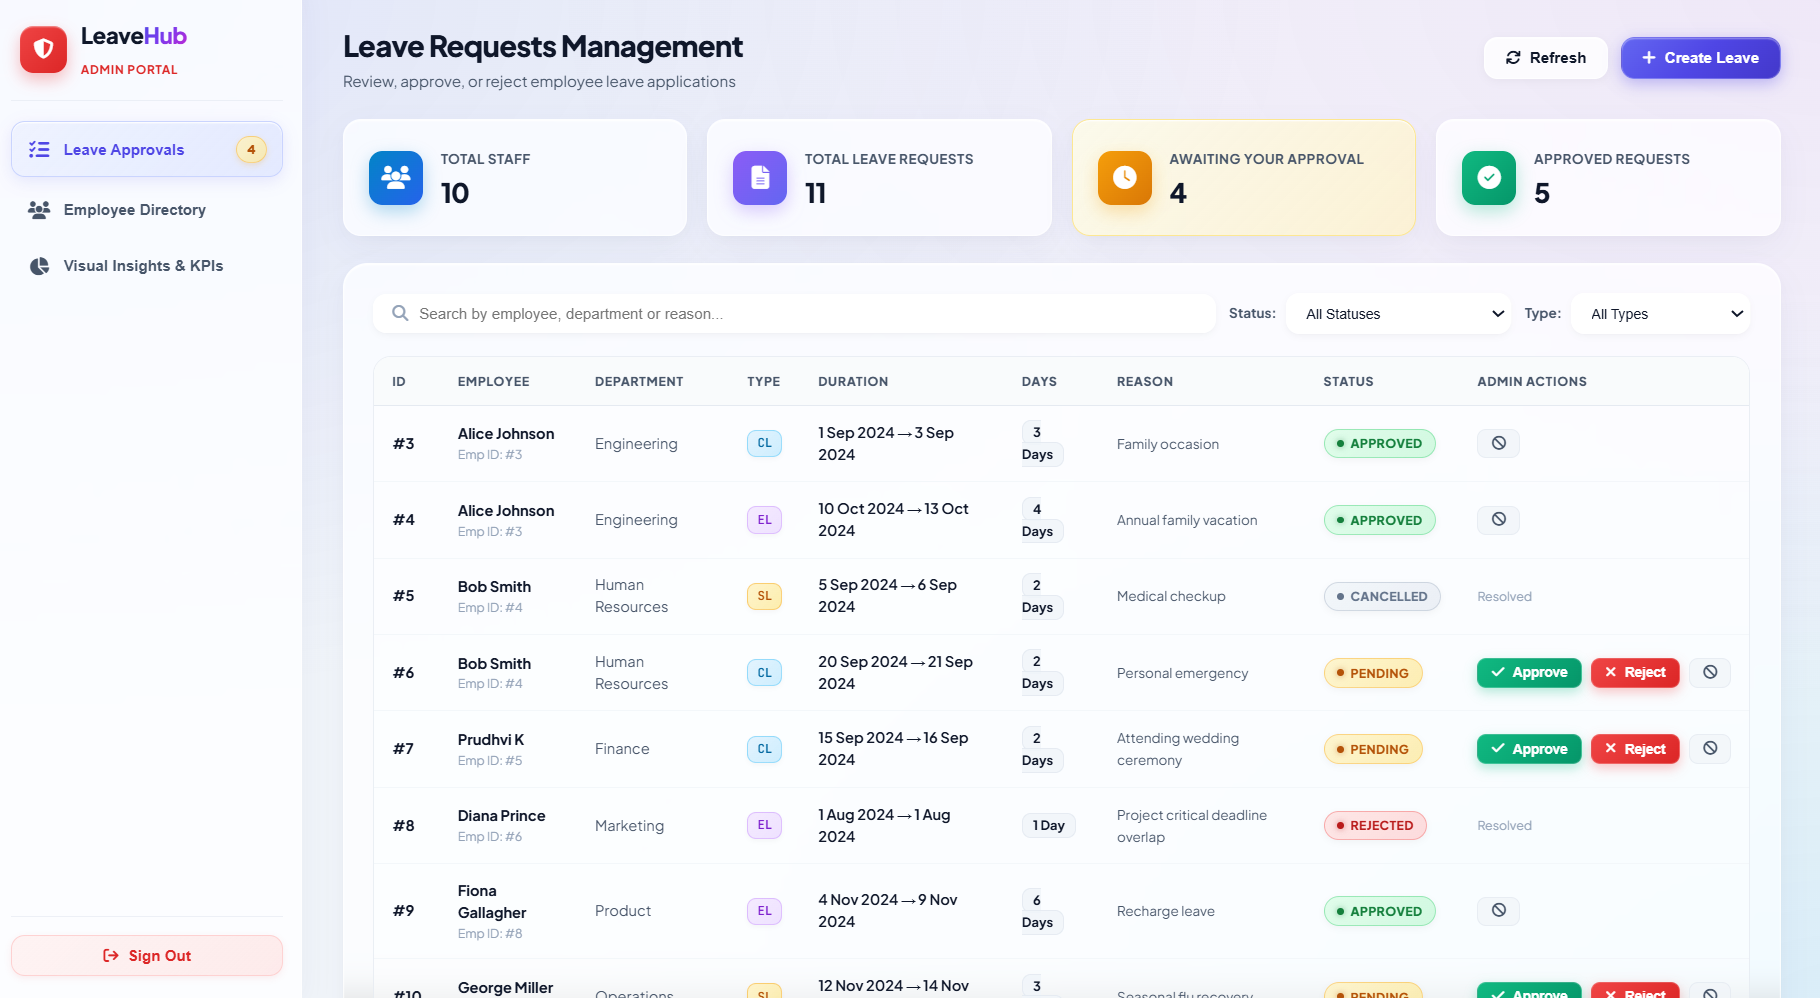 LeaveHub
ADMIN PORTAL
Leave Approvals 4
Employee Directory
Visual Insights & KPIs
Sign Out
Leave Requests Management
Review, approve, or reject employee leave applications
Refresh
Create Leave
TOTAL STAFF
10
TOTAL LEAVE REQUESTS
11
AWAITING YOUR APPROVAL
4
APPROVED REQUESTS
5
Search by employee, department or reason...
Status: All Statuses
Type: All Types
ID EMPLOYEE DEPARTMENT TYPE DURATION DAYS REASON STATUS ADMIN ACTIONS
#3
Alice Johnson
Emp ID: #3
Engineering
CL
1 Sep 2024 → 3 Sep
2024
3
Days
Family occasion
APPROVED
#4
Alice Johnson
Emp ID: #3
Engineering
EL
10 Oct 2024 → 13 Oct
2024
4
Days
Annual family vacation
APPROVED
#5
Bob Smith
Emp ID: #4
Human
Resources
SL
5 Sep 2024 → 6 Sep
2024
2
Days
Medical checkup
CANCELLED
Resolved
#6
Bob Smith
Emp ID: #4
Human
Resources
CL
20 Sep 2024 → 21 Sep
2024
2
Days
Personal emergency
PENDING
Approve
Reject
#7
Prudhvi K
Emp ID: #5
Finance
CL
15 Sep 2024 → 16 Sep
2024
2
Days
Attending wedding
ceremony
PENDING
Approve
Reject
#8
Diana Prince
Emp ID: #6
Marketing
EL
1 Aug 2024 → 1 Aug
2024
1 Day
Project critical deadline
overlap
REJECTED
Resolved
#9
Fiona
Gallagher
Emp ID: #8
Product
EL
4 Nov 2024 → 9 Nov
2024
6
Days
Recharge leave
APPROVED
#10
George Miller
Operations
SL
12 Nov 2024 → 14 Nov
3
Seasonal flu recovery
PENDING
Approve
Reject